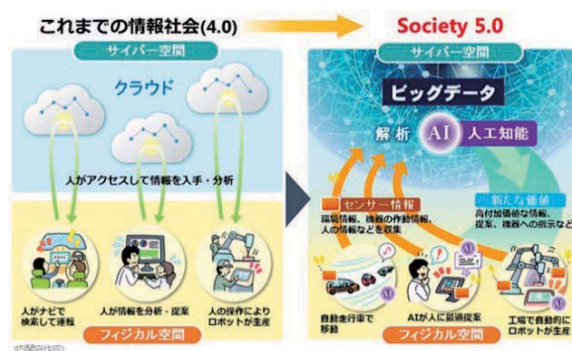 これまでの情報社会(4.0)
Society 5.0
サイバー空間
クラウド
人がアクセスして情報を入手・分析
人がナビで
検索して運転
人が情報を分析・提案
人の操作により
ロボットが生産
フィジカル空間
サイバー空間
ビッグデータ
解析 AI 人工知能
センサー情報
環境情報、機器の作動情報、
人の情報などを収集
新たな価値
高付加価値な情報、
提案、機器への指示など
AI
AI
AI
自動走行車で
移動
AIが人に最適提案
工場で自動的に
ロボットが生産
フィジカル空間